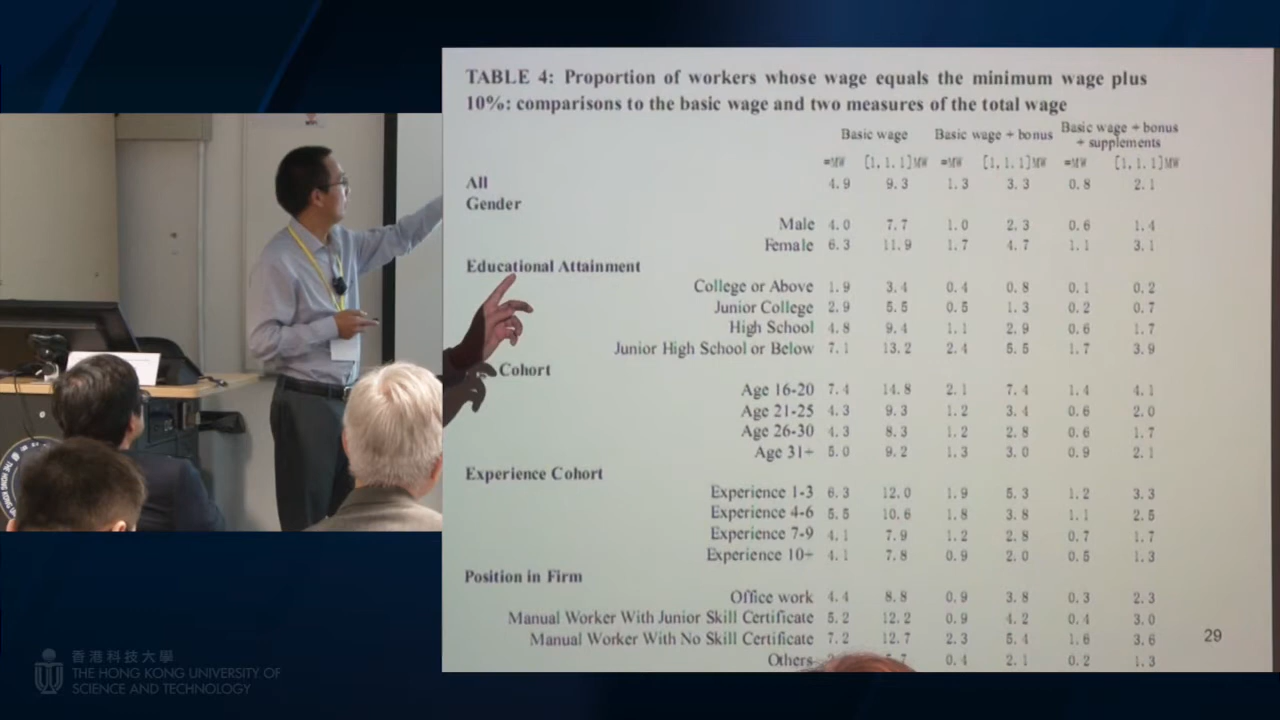 TABLE 4: Proportion of workers whose wage equals the minimum wage plus
10%: comparisons to the basic wage and two measures of the total wage
Basic wage Basic wage + bonus Basic wage + bonus + supplements
=MW [1, 1.1]MW =MW [1, 1.1]MW =MW [1, 1.1]MW
All 4.9 9.3 1.3 3.3 0.8 2.1
Gender
Male 4.0 7.7 1.0 2.3 0.6 1.4
Female 6.3 11.9 1.7 4.7 1.1 3.1
Educational Attainment
College or Above 1.9 3.4 0.4 0.8 0.1 0.2
Junior College 2.9 5.5 0.5 1.3 0.2 0.7
High School 4.8 9.4 1.1 2.9 0.6 1.7
Junior High School or Below 7.1 13.2 2.4 5.5 1.7 3.9
Cohort
Age 16-20 7.4 14.8 2.1 7.4 1.4 4.1
Age 21-25 4.3 9.3 1.2 3.4 0.6 2.0
Age 26-30 4.3 8.3 1.2 2.8 0.6 1.7
Age 31+ 5.0 9.2 1.3 3.0 0.9 2.1
Experience Cohort
Experience 1-3 6.3 12.0 1.9 5.3 1.2 3.3
Experience 4-6 5.5 10.6 1.8 3.8 1.1 2.5
Experience 7-9 4.1 7.9 1.2 2.8 0.7 1.7
Experience 10+ 4.1 7.8 0.9 2.0 0.5 1.3
Position in Firm
Office work 4.4 8.8 0.9 3.8 0.3 2.3
Manual Worker With Junior Skill Certificate 5.2 12.2 0.9 4.2 0.4 3.0
Manual Worker With No Skill Certificate 7.2 12.7 2.3 5.4 1.6 3.6
Others 0.4 2.1 0.2 1.3
29
香港科技大學
THE HONG KONG UNIVERSITY OF
SCIENCE AND TECHNOLOGY